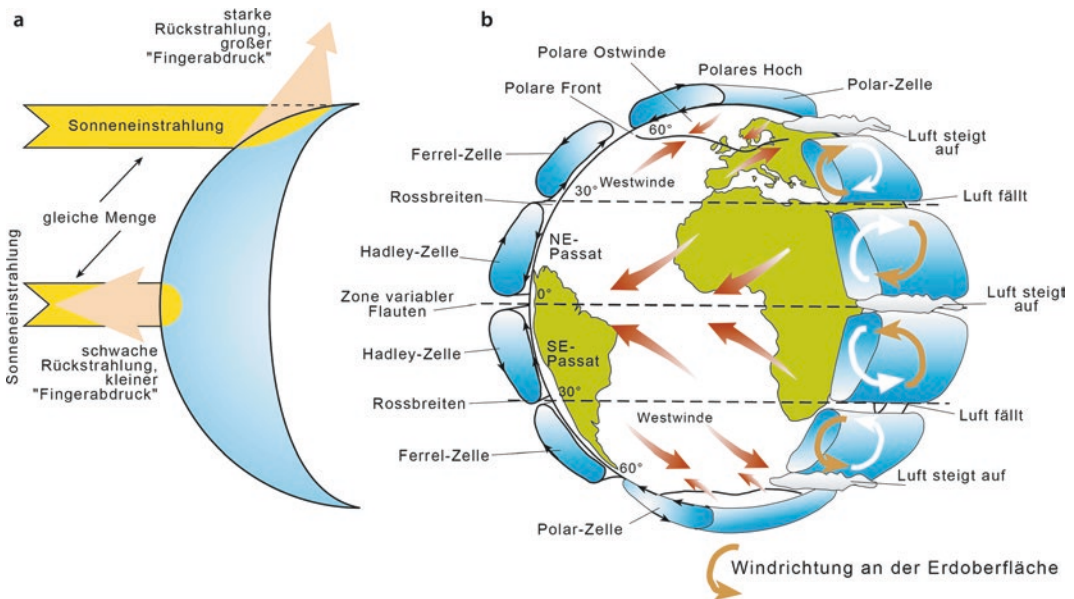 a
starke
Rückstrahlung,
großer
"Fingerabdruck"
Sonneneinstrahlung
gleiche Menge
Sonneneinstrahlung
schwache
Rückstrahlung,
kleiner
"Fingerabdruck"
b
Polare Ostwinde
Polares Hoch
Polar-Zelle
Polare Front
60°
Luft steigt
auf
Ferrel-Zelle
Westwinde
30°
Rossbreiten
Luft fällt
NE-
Passat
Hadley-Zelle
Zone variabler
Flauten
0°
Luft steigt
auf
Hadley-Zelle
SE-
Passat
30°
Rossbreiten
Westwinde
Luft fällt
Ferrel-Zelle
60°
Luft steigt auf
Polar-Zelle
Windrichtung an der Erdoberfläche